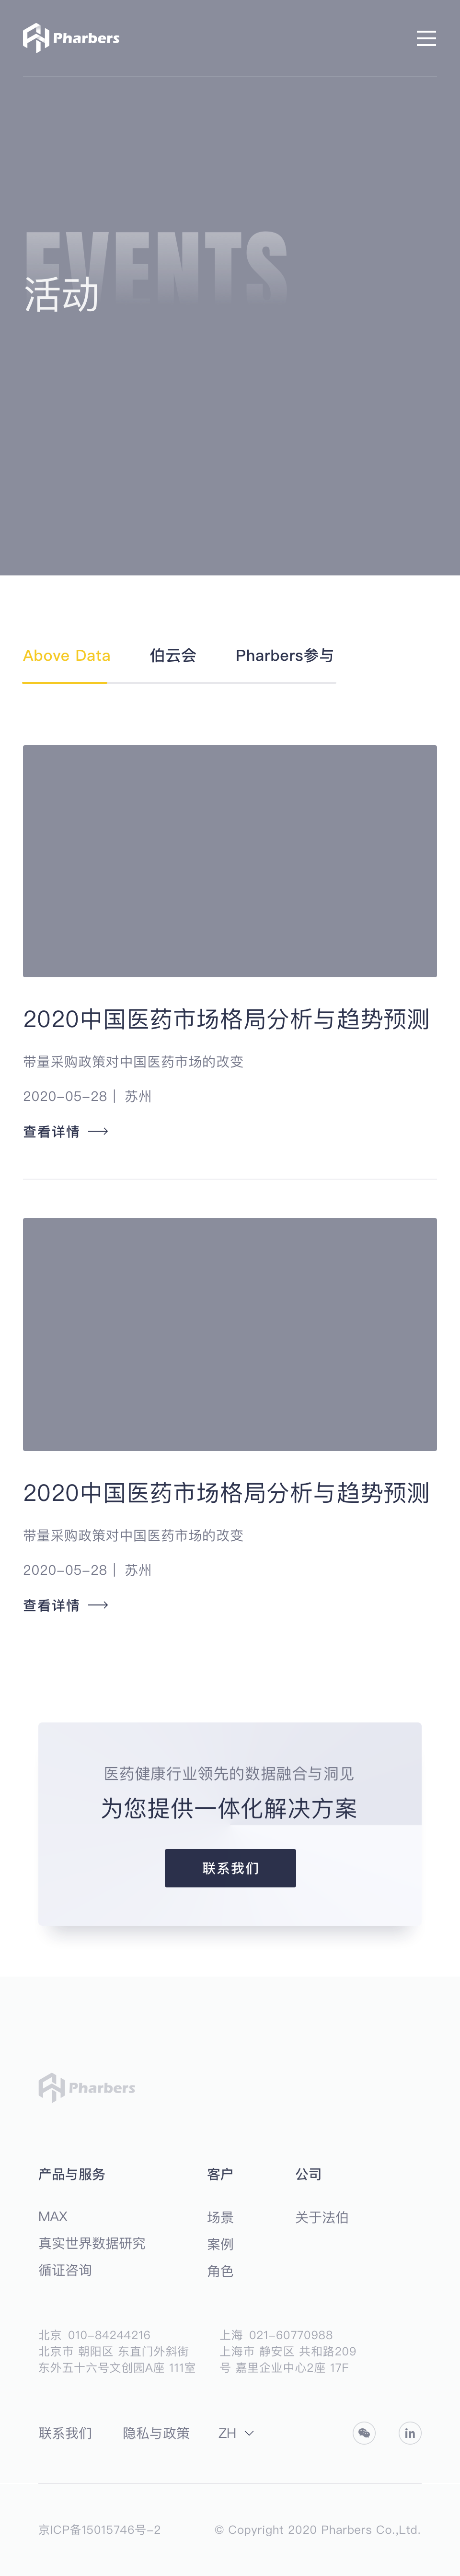 Pharbers
EVENTS
活动
Above Data 伯云会 Pharbers参与
2020中国医药市场格局分析与趋势预测
带量采购政策对中国医药市场的改变
2020-05-28 | 苏州
查看详情
2020中国医药市场格局分析与趋势预测
带量采购政策对中国医药市场的改变
2020-05-28 | 苏州
查看详情
医药健康行业领先的数据融合与洞见
为您提供一体化解决方案
联系我们
Pharbers
产品与服务 客户 公司
MAX 场景 关于法伯
真实世界数据研究 案例
循证咨询 角色
北京 010-84244216 上海 021-60770988
北京市 朝阳区 东直门外斜街 上海市 静安区 共和路209
东外五十六号文创园A座 111室 号 嘉里企业中心2座 17F
联系我们 隐私与政策 ZH in
京ICP备15015746号-2 © Copyright 2020 Pharbers Co.,Ltd.